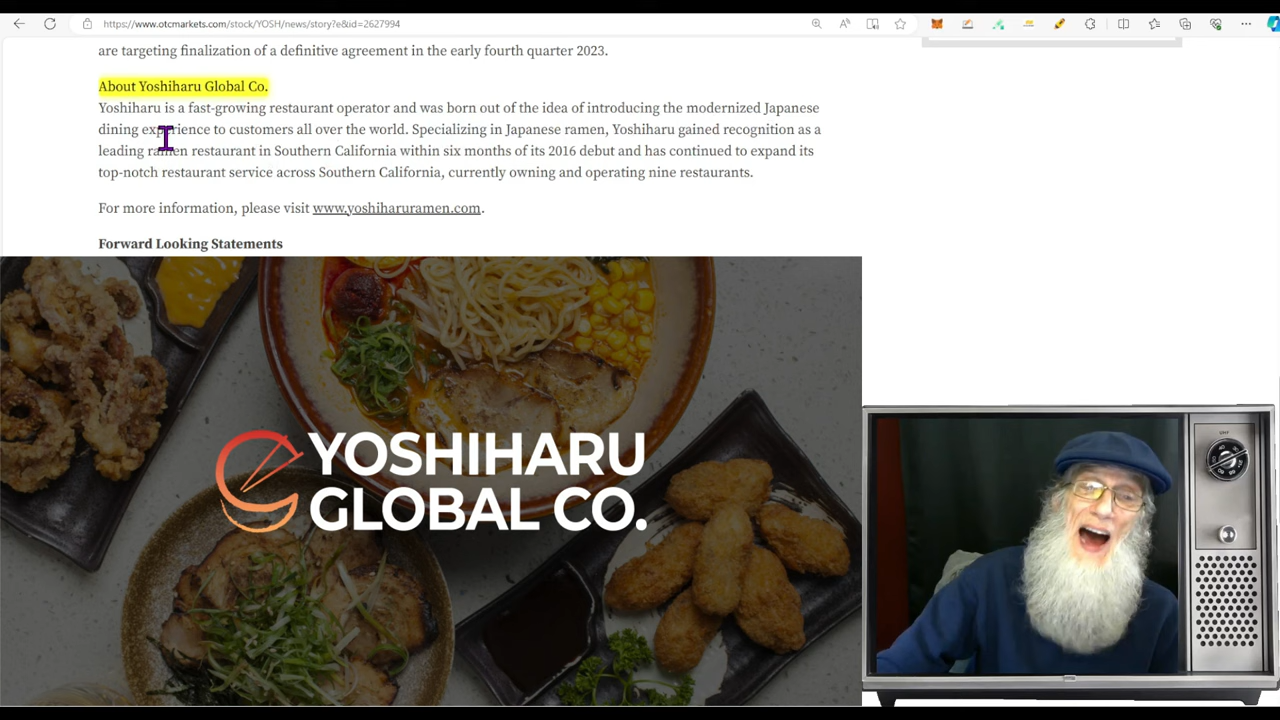 https://www.otcmarkets.com/stock/YOSH/news/story?e&id=2627994
are targeting finalization of a definitive agreement in the early fourth quarter 2023.
About Yoshiharu Global Co.
Yoshiharu is a fast-growing restaurant operator and was born out of the idea of introducing the modernized Japanese
dining experience to customers all over the world. Specializing in Japanese ramen, Yoshiharu gained recognition as a
leading ramen restaurant in Southern California within six months of its 2016 debut and has continued to expand its
top-notch restaurant service across Southern California, currently owning and operating nine restaurants.
For more information, please visit www.yoshiharuramen.com.
Forward Looking Statements
YOSHIHARU
GLOBAL CO.
UHF